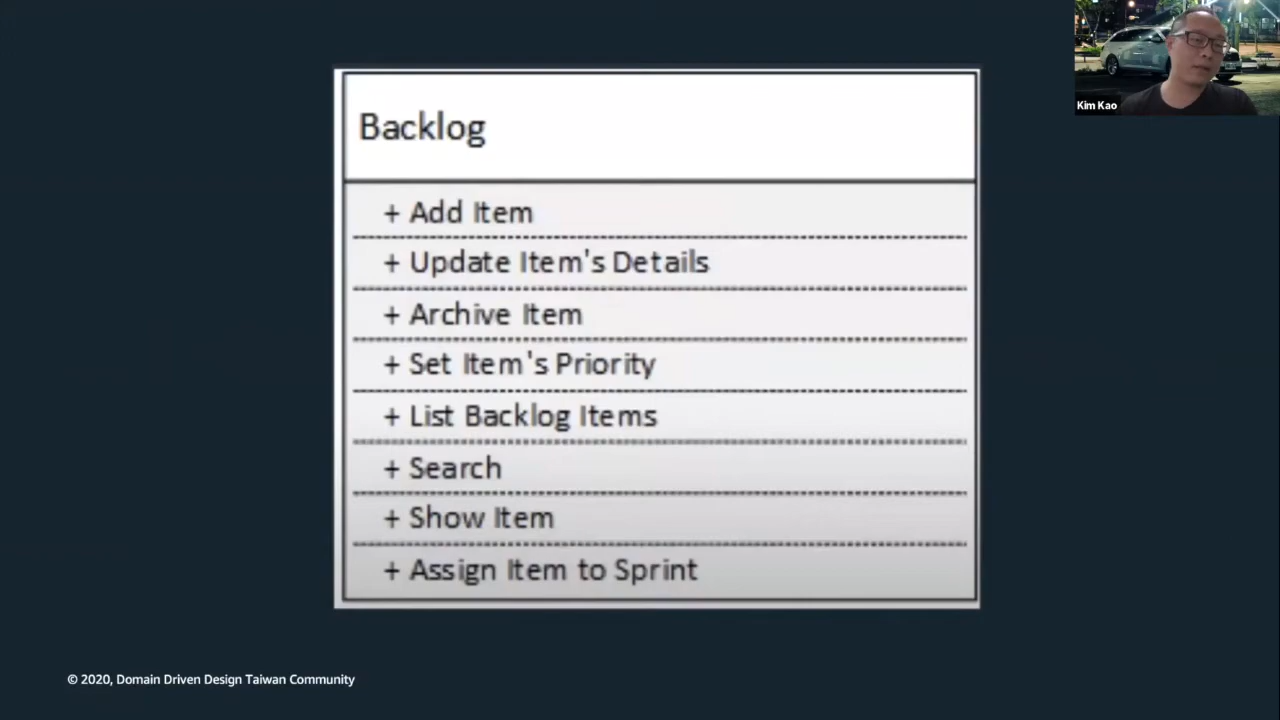 Kim Kao
Backlog
+ Add Item
+ Update Item's Details
+ Archive Item
+ Set Item's Priority
+ List Backlog Items
+ Search
+ Show Item
+ Assign Item to Sprint
© 2020, Domain Driven Design Taiwan Community